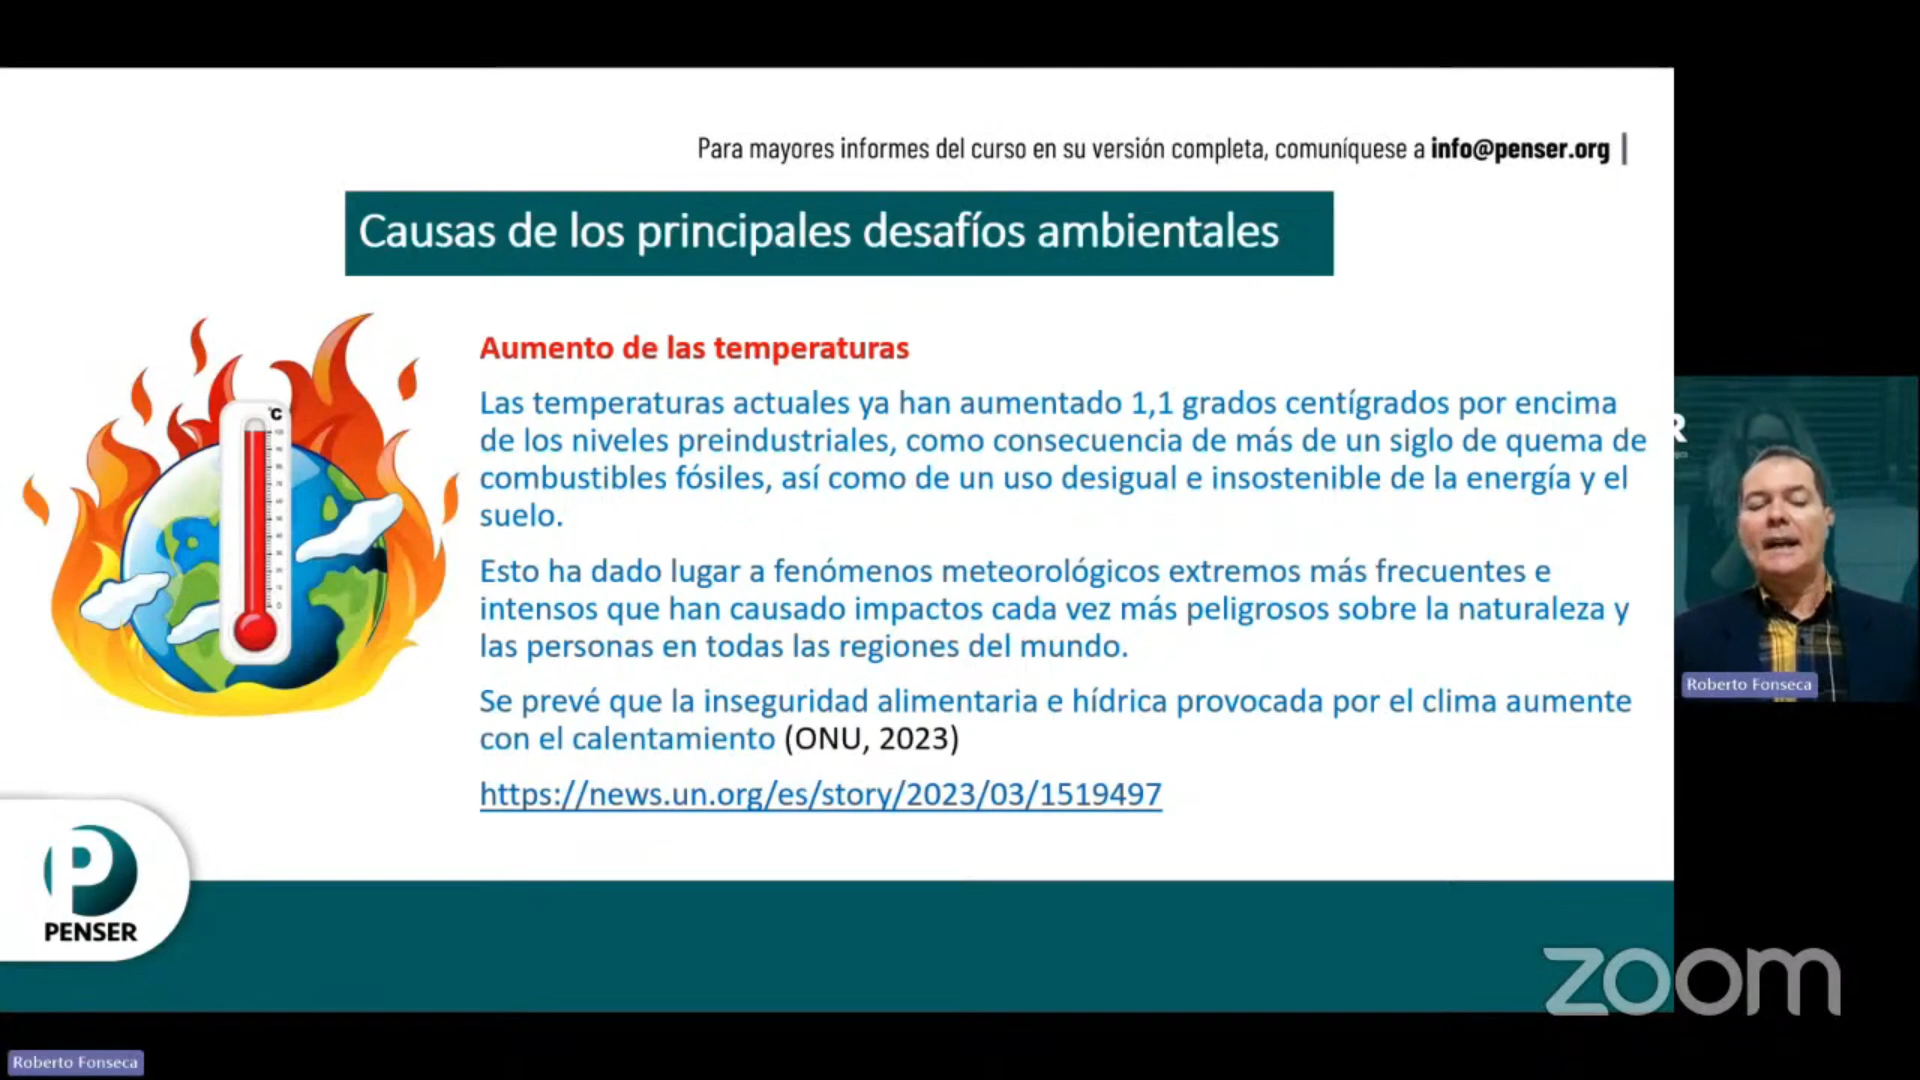 Para mayores informes del curso en su versión completa, comuníquese a info@penser.org |
Causas de los principales desafíos ambientales
°C
Aumento de las temperaturas
Las temperaturas actuales ya han aumentado 1,1 grados centígrados por encima
de los niveles preindustriales, como consecuencia de más de un siglo de quema de
combustibles fósiles, así como de un uso desigual e insostenible de la energía y el
suelo.
Esto ha dado lugar a fenómenos meteorológicos extremos más frecuentes e
intensos que han causado impactos cada vez más peligrosos sobre la naturaleza y
las personas en todas las regiones del mundo.
Se prevé que la inseguridad alimentaria e hídrica provocada por el clima aumente
con el calentamiento (ONU, 2023)
https://news.un.org/es/story/2023/03/1519497
R
Roberto Fonseca
PENSER
zoom
Roberto Fonseca